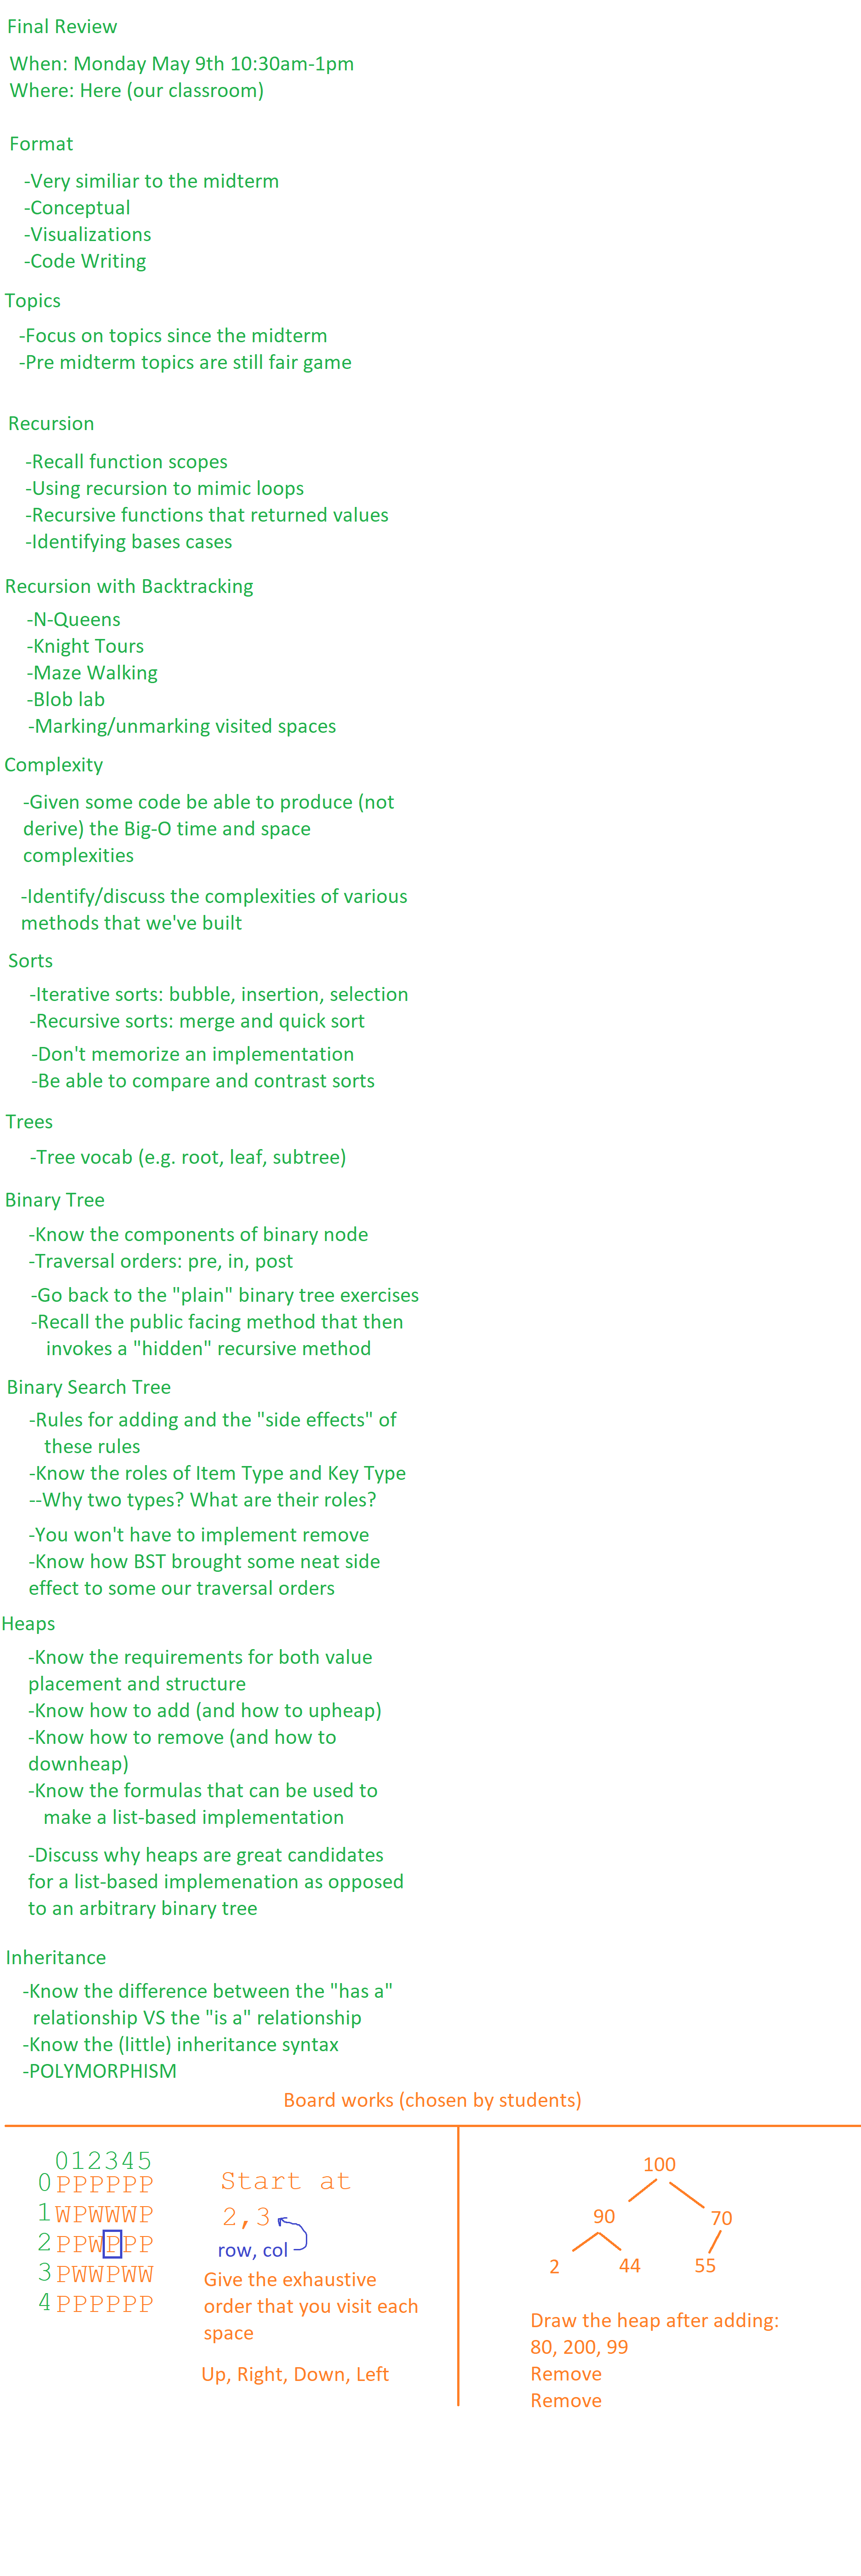 Final Review
When: Monday May 9th 10:30am-1pm
Where: Here (our classroom)
Format
-Very similiar to the midterm
-Conceptual
-Visualizations
-Code Writing
Topics
-Focus on topics since the midterm
-Pre midterm topics are still fair game
Recursion
-Recall function scopes
-Using recursion to mimic loops
-Recursive functions that returned values
-Identifying bases cases
Recursion with Backtracking
-N-Queens
-Knight Tours
-Maze Walking
-Blob lab
-Marking/unmarking visited spaces
Complexity
-Given some code be able to produce (not
derive) the Big-O time and space
complexities
-Identify/discuss the complexities of various
methods that we've built
Sorts
-Iterative sorts: bubble, insertion, selection
-Recursive sorts: merge and quick sort
-Don't memorize an implementation
-Be able to compare and contrast sorts
Trees
-Tree vocab (e.g. root, leaf, subtree)
Binary Tree
-Know the components of binary node
-Traversal orders: pre, in, post
-Go back to the "plain" binary tree exercises
-Recall the public facing method that then
invokes a "hidden" recursive method
Binary Search Tree
-Rules for adding and the "side effects" of
these rules
-Know the roles of Item Type and Key Type
--Why two types? What are their roles?
-You won't have to implement remove
-Know how BST brought some neat side
effect to some our traversal orders
Heaps
-Know the requirements for both value
placement and structure
-Know how to add (and how to upheap)
-Know how to remove (and how to
downheap)
-Know the formulas that can be used to
make a list-based implementation
-Discuss why heaps are great candidates
for a list-based implemenation as opposed
to an arbitrary binary tree
Inheritance
-Know the difference between the "has a"
relationship VS the "is a" relationship
-Know the (little) inheritance syntax
-POLYMORPHISM
Board works (chosen by students)
012345
0 PPPPPP
1 WPWWWP
2 PPWPPP
3 PWWPWW
4 PPPPPP
Start at
2,3
row, col
Give the exhaustive
order that you visit each
space
Up, Right, Down, Left
100
90 70
2 44 55
Draw the heap after adding:
80, 200, 99
Remove
Remove